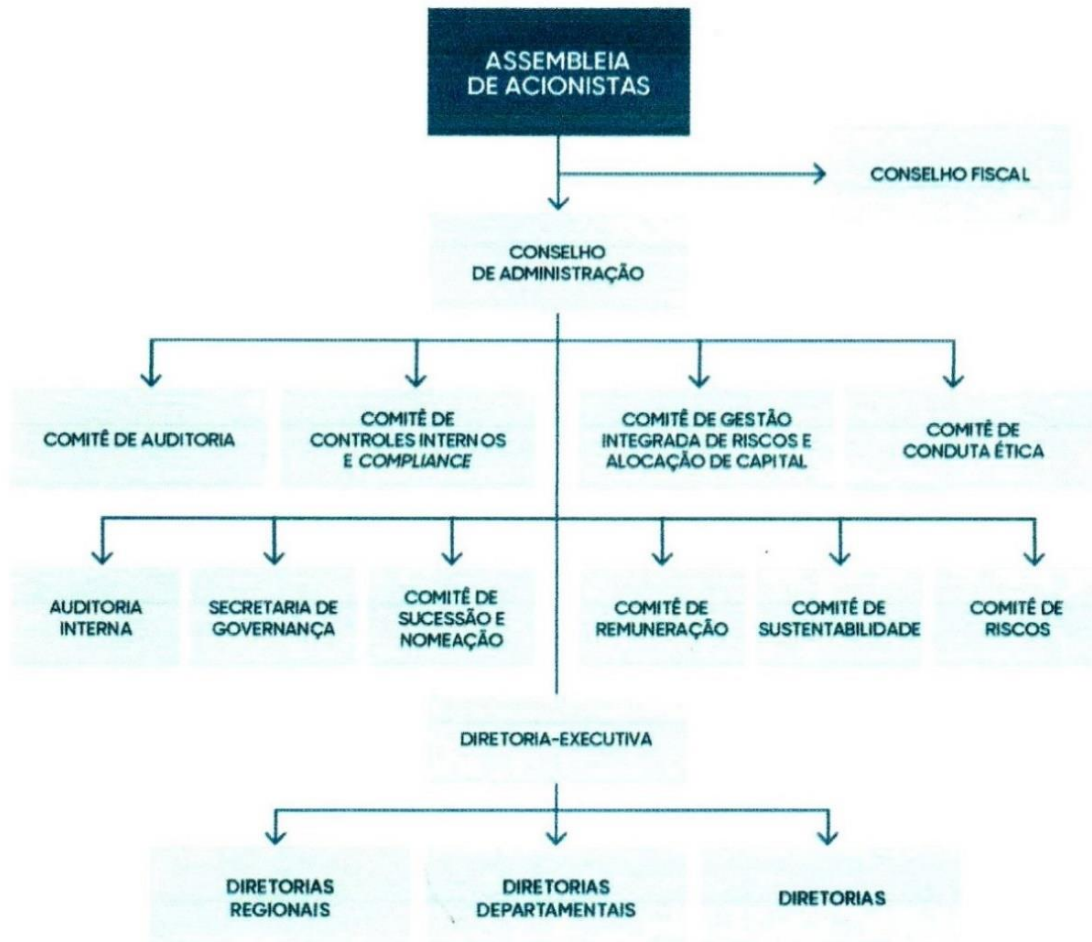 ASSEMBLEIA
DE ACIONISTAS
CONSELHO FISCAL
CONSELHO
DE ADMINISTRAÇÃO
COMITÊ DE AUDITORIA
COMITÊ DE
CONTROLES INTERNOS
E COMPLIANCE
COMITÊ DE GESTÃO
INTEGRADA DE RISCOS E
ALOCAÇÃO DE CAPITAL
COMITÊ DE
CONDUTA ÉTICA
AUDITORIA
INTERNA
SECRETARIA DE
GOVERNANÇA
COMITÊ DE
SUCESSÃO E
NOMEAÇÃO
COMITÊ DE
REMUNERAÇÃO
COMITÊ DE
SUSTENTABILIDADE
COMITÊ DE
RISCOS
DIRETORIA-EXECUTIVA
DIRETORIAS
REGIONAIS
DIRETORIAS
DEPARTAMENTAIS
DIRETORIAS